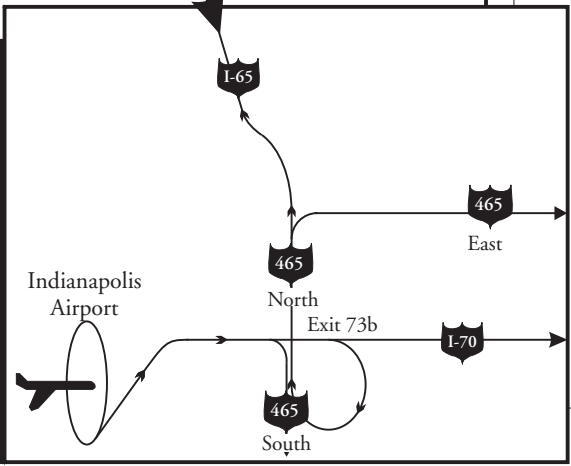 I-65
465
East
465
North
Indianapolis
Airport
Exit 73b
I-70
465
South